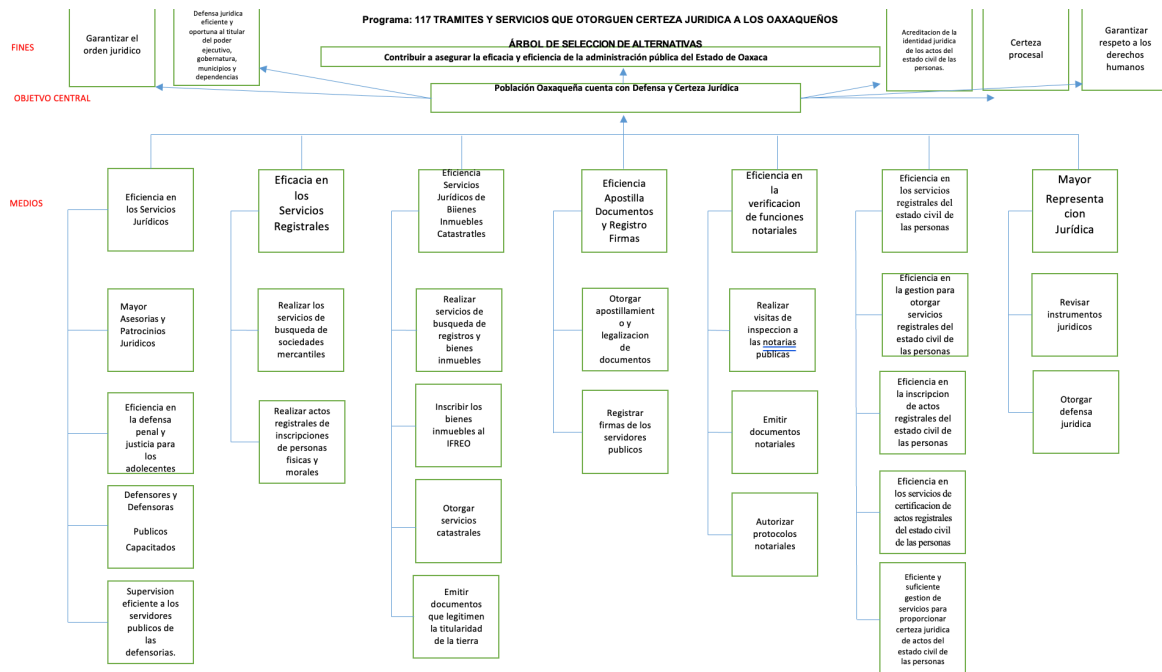 Programa: 117 TRAMITES Y SERVICIOS QUE OTORGUEN CERTEZA JURIDICA A LOS OAXAQUEÑOS
ÁRBOL DE SELECCION DE ALTERNATIVAS
FINES
Garantizar el
orden juridico
Defensa juridica
eficiente y
oportuna al titular
del poder
ejecutivo,
gobernatura,
municipios y
dependencias
Contribuir a asegurar la eficacia y eficiencia de la administración pública del Estado de Oaxaca
Acreditacion de la
identidad jurídica
de los actos del
estado civil de las
personas.
Certeza
procesal
Garantizar
respeto a los
derechos
humanos
OBJETVO CENTRAL
Población Oaxaqueña cuenta con Defensa y Certeza Jurídica
MEDIOS
Eficiencia en
los Servicios
Jurídicos
Mayor
Asesorias y
Patrocinios
Juridicos
Eficiencia en
la defensa
penal y
justicia para
los
adolecentes
Defensores y
Defensoras
Publicos
Capacitados
Supervision
eficiente a los
servidores
publicos de
las
defensorias.
Eficacia en
los
Servicios
Registrales
Realizar los
servicios de
busqueda de
sociedades
mercantiles
Realizar actos
registrales de
inscripciones
de personas
fisicas y
morales
Eficiencia
Servicios
Jurídicos de
Biienes
Inmuebles
Catastratles
Realizar
servicios de
busqueda de
registros y
bienes
inmuebles
Inscribir los
bienes
inmuebles al
IFREO
Otorgar
servicios
catastrales
Emitir
documentos
que legitimen
la titularidad
de la tierra
Eficiencia
Apostilla
Documentos
y Registro
Firmas
Otorgar
apostillamient
o y
legalizacion
de
documentos
Registrar
firmas de los
servidores
publicos
Eficiencia en
la
verificacion
de funciones
notariales
Realizar
visitas de
inspeccion a
las notarias
públicas
Emitir
documentos
notariales
Autorizar
protocolos
notariales
Eficiencia en
los servicios
registrales del
estado civil de
las personas
Eficiencia en
la gestion para
otorgar
servicios
registrales del
estado civil de
las personas
Eficiencia en
la inscripcion
de actos
registrales del
estado civil de
las personas
Eficiencia en
los servicios de
certificacion de
actos registrales
del estado civil
de las personas
Eficiente y
suficiente
gestion de
servicios para
proporcionar
certeza juridica
de actos del
estado civil de
las personas
Mayor
Representa
cion
Jurídica
Revisar
instrumentos
juridicos
Otorgar
defensa
juridica